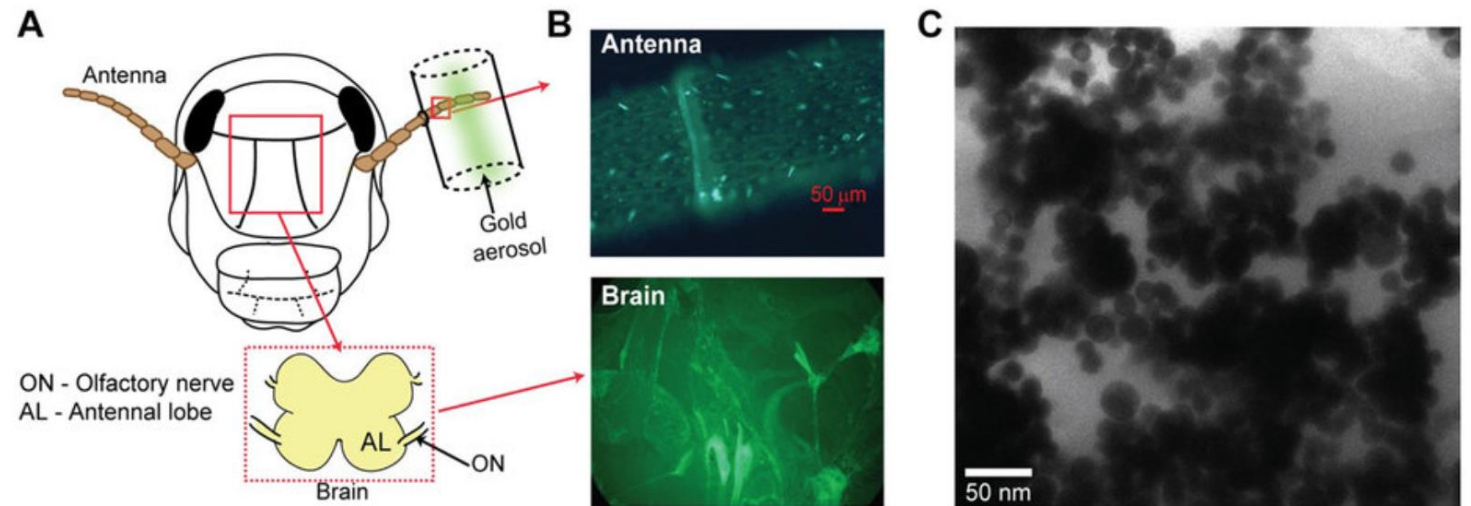 A
Antenna
Gold
aerosol
ON - Olfactory nerve
AL - Antennal lobe
AL
ON
Brain
B
Antenna
50 μm
Brain
C
50 nm